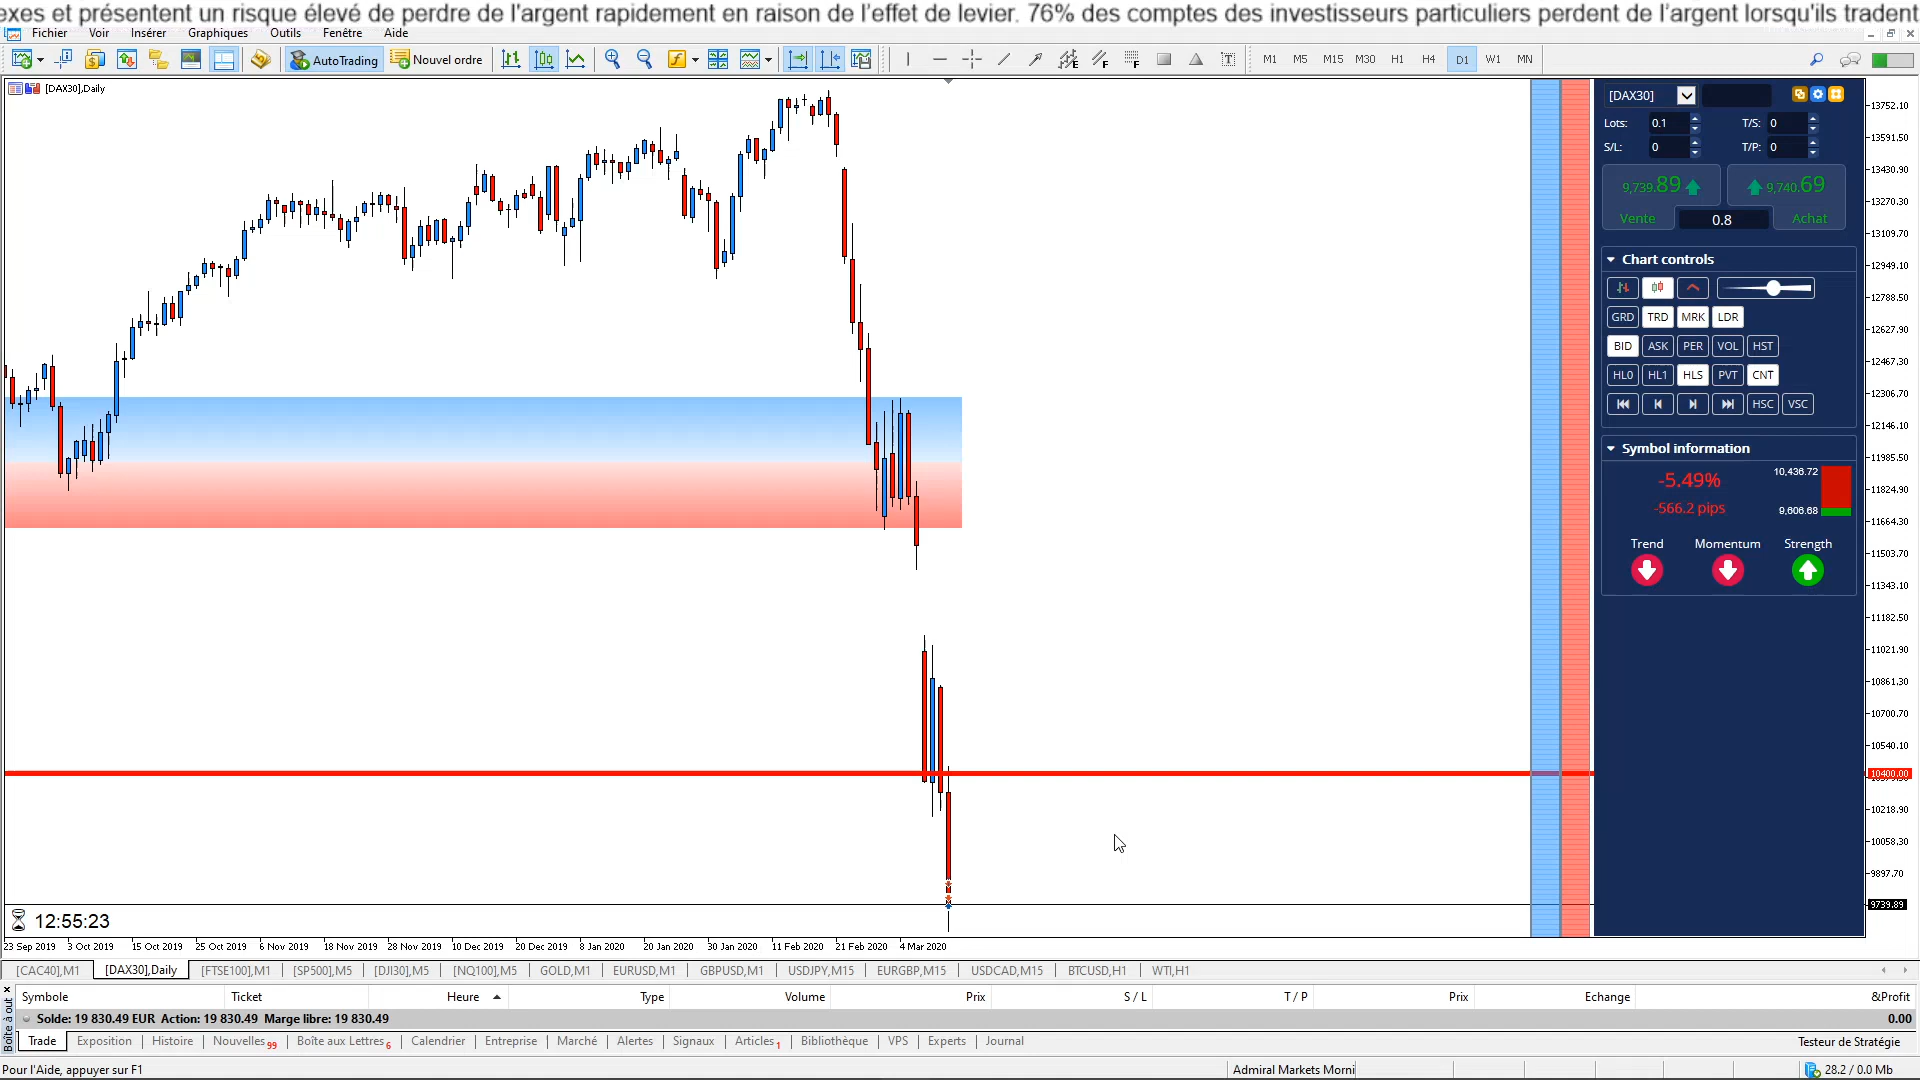 exes et présentent un risque élevé de perdre de l'argent rapidement en raison de l'effet de levier. 76% des comptes des investisseurs particuliers perdent de l'argent lorsqu'ils tradent
Fichier Voir Insérer Graphiques Outils Fenêtre Aide
AutoTrading Nouvel ordre M1 M5 M15 M30 H1 H4 D1 W1 MN
[DAX30],Daily
[DAX30]
Lots: 0.1 T/S: 0
S/L: 0 T/P: 0
9,739.89 9,740.69
Vente 0.8 Achat
Chart controls
GRD TRD MRK LDR
BID ASK PER VOL HST
HL0 HL1 HLS PVT CNT
HSC VSC
Symbol information
-5.49% 10,436.72
-566.2 pips 9,606.68
Trend Momentum Strength
13752.10
13591.50
13430.90
13270.30
13109.70
12949.10
12788.50
12627.90
12467.30
12306.70
12146.10
11985.50
11824.90
11664.30
11503.70
11343.10
11182.50
11021.90
10861.30
10700.70
10540.10
10400.00
10218.90
10058.30
9897.70
9739.89
12:55:23
23 Sep 2019 3 Oct 2019 15 Oct 2019 25 Oct 2019 6 Nov 2019 18 Nov 2019 28 Nov 2019 10 Dec 2019 20 Dec 2019 8 Jan 2020 20 Jan 2020 30 Jan 2020 11 Feb 2020 21 Feb 2020 4 Mar 2020
[CAC40],M1 [DAX30],Daily [FTSE100],M1 [SP500],M5 [DJI30],M5 [NQ100],M5 GOLD,M1 EURUSD,M1 GBPUSD,M1 USDJPY,M15 EURGBP,M15 USDCAD,M15 BTCUSD,H1 WTI,H1
Symbole Ticket Heure Type Volume Prix S / L T / P Prix Echange &Profit
Solde: 19 830.49 EUR Action: 19 830.49 Marge libre: 19 830.49 0.00
Boîte à out
Trade Exposition Histoire Nouvelles 99 Boîte aux Lettres 6 Calendrier Entreprise Marché Alertes Signaux Articles 1 Bibliothèque VPS Experts Journal Testeur de Stratégie
Pour l'Aide, appuyer sur F1 Admiral Markets Morni 28.2 / 0.0 Mb